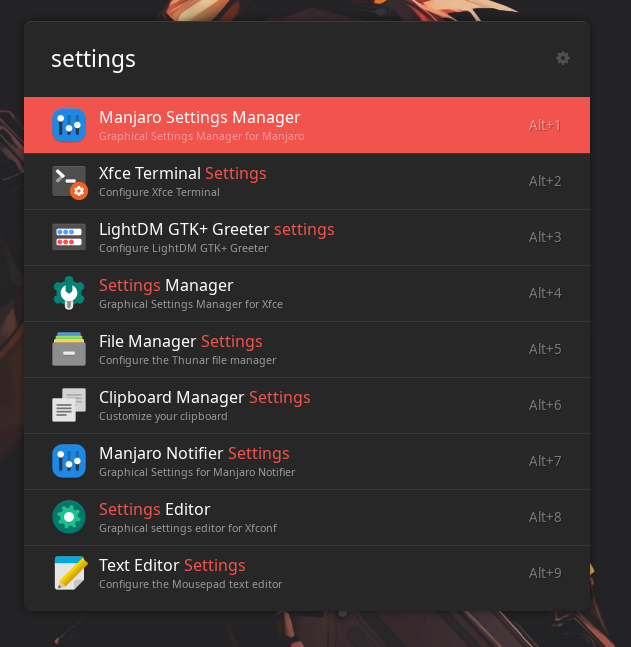 settings
Manjaro Settings Manager
Graphical Settings Manager for Manjaro
Alt+1
Xfce Terminal Settings
Configure Xfce Terminal
Alt+2
LightDM GTK+ Greeter settings
Configure LightDM GTK+ Greeter
Alt+3
Settings Manager
Graphical Settings Manager for Xfce
Alt+4
File Manager Settings
Configure the Thunar file manager
Alt+5
Clipboard Manager Settings
Customize your clipboard
Alt+6
Manjaro Notifier Settings
Graphical Settings for Manjaro Notifier
Alt+7
Settings Editor
Graphical settings editor for Xfconf
Alt+8
Text Editor Settings
Configure the Mousepad text editor
Alt+9